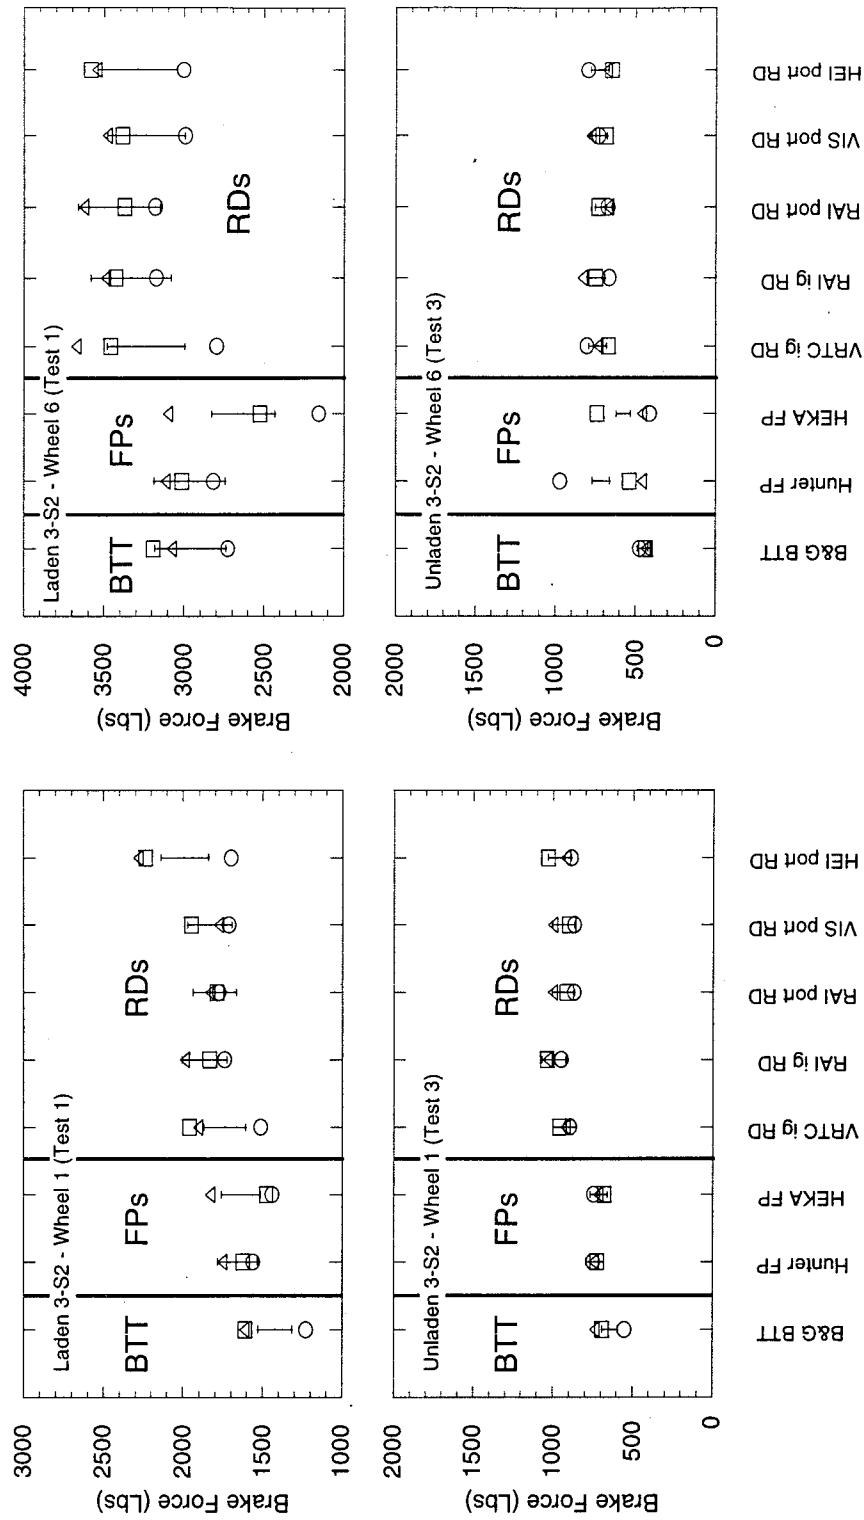 Laden 3-S2 - Wheel 1 (Test 1)
3000
2500
2000
1500
1000
Brake Force (Lbs)
BTT
FPs
RDs
Laden 3-S2 - Wheel 6 (Test 1)
4000
3500
3000
2500
2000
Brake Force (Lbs)
BTT
FPs
RDs
Unladen 3-S2 - Wheel 1 (Test 3)
2000
1500
1000
500
0
Brake Force (Lbs)
BTT
FPs
RDs
B&G BTT
Hunter FP
HEKA FP
VRTC ig RD
RAI ig RD
RAI port RD
VIS port RD
HEI port RD
Unladen 3-S2 - Wheel 6 (Test 3)
2000
1500
1000
500
0
Brake Force (Lbs)
BTT
FPs
RDs
B&G BTT
Hunter FP
HEKA FP
VRTC ig RD
RAI ig RD
RAI port RD
VIS port RD
HEI port RD